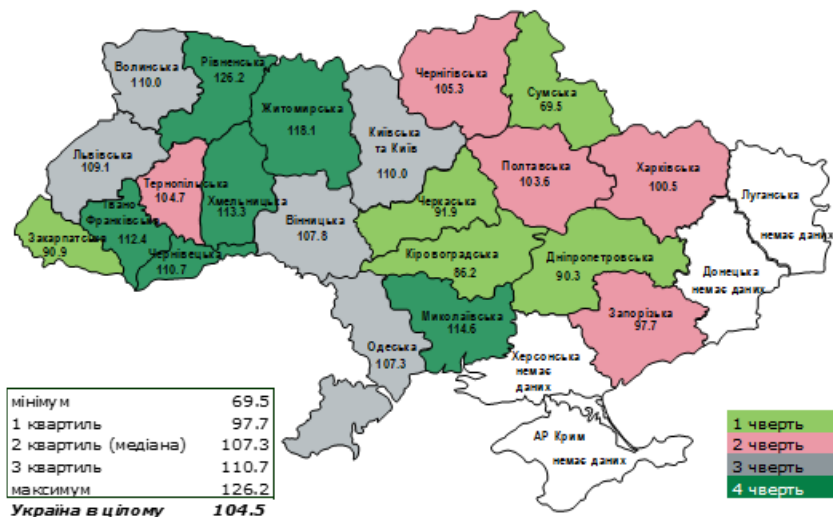 Волинська
110.0
Рівненська
126.2
Житомирська
118.1
Київська
та Київ
110.0
Чернігівська
105.3
Сумська
69.5
Львівська
109.1
Тернопільська
104.7
Хмельницька
113.3
Вінницька
107.8
Черкаська
91.9
Полтавська
103.6
Харківська
100.5
Луганська
немає даних
Закарпатська
90.9
Івано
Франківська
112.4
Чернівецька
110.7
Кіровоградська
86.2
Дніпропетровська
90.3
Донецька
немає даних
Миколаївська
114.6
Запорізька
97.7
Одеська
107.3
Херсонська
немає
даних
АР Крим
немає даних
мінімум 69.5
1 квартиль 97.7
2 квартиль (медіана) 107.3
3 квартиль 110.7
максимум 126.2
Україна в цілому 104.5
1 чверть
2 чверть
3 чверть
4 чверть